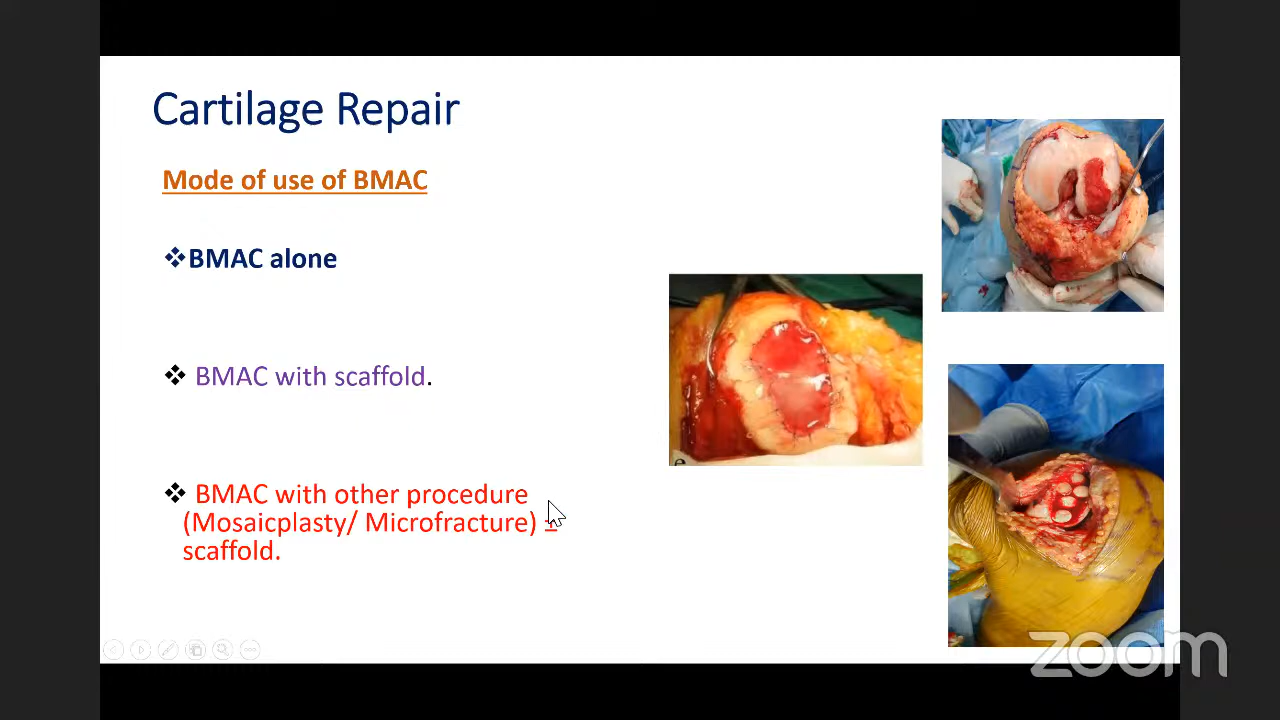 Cartilage Repair
Mode of use of BMAC
❖BMAC alone
❖ BMAC with scaffold.
❖ BMAC with other procedure
(Mosaicplasty/ Microfracture) ±
scaffold.
e
zoom